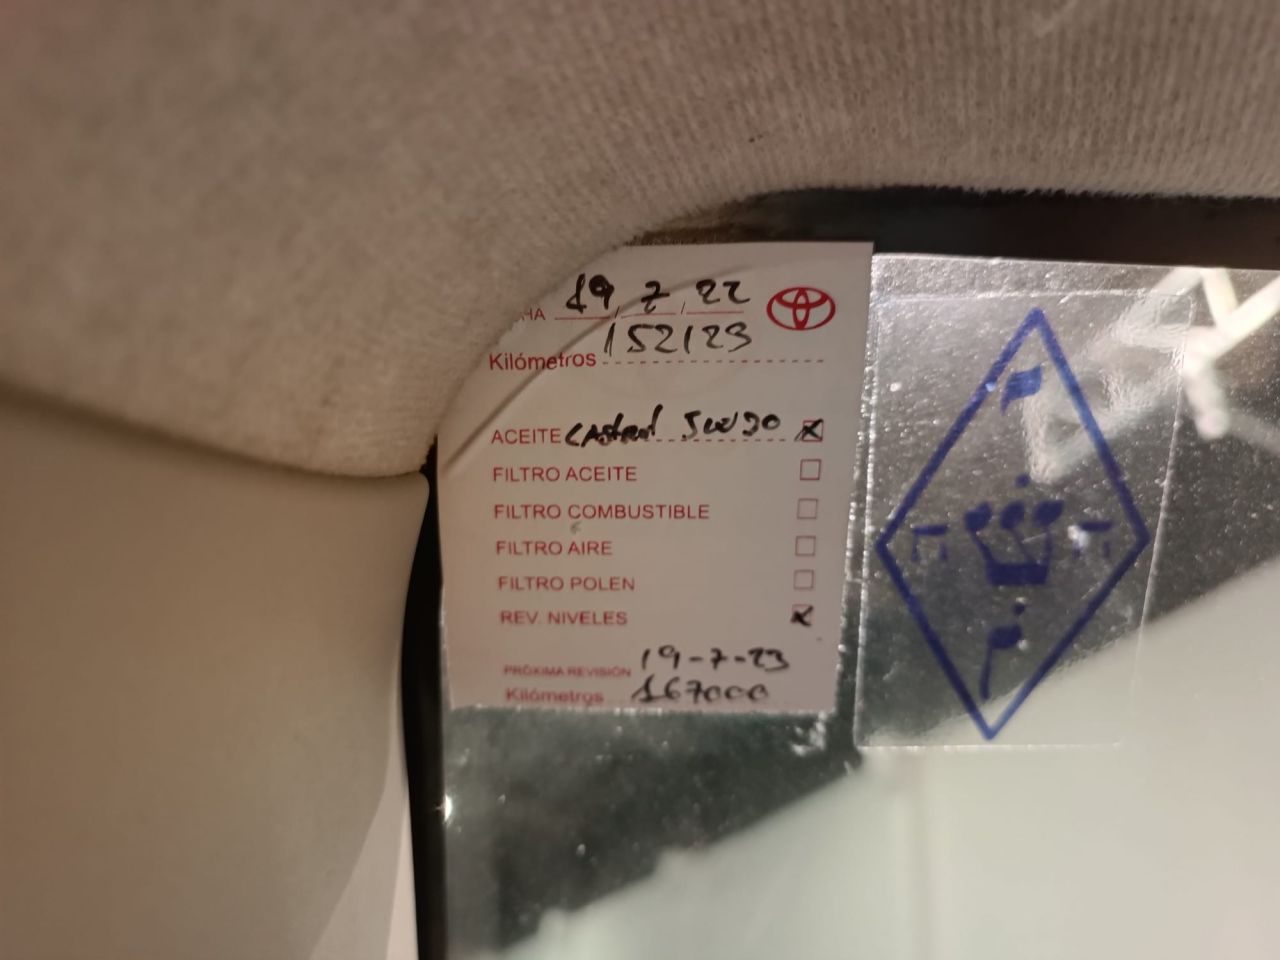 HA 19/7/22
Kilómetros 152123
ACEITE Castrol 5W30
FILTRO ACEITE
FILTRO COMBUSTIBLE
FILTRO AIRE
FILTRO POLEN
REV. NIVELES
PRÓXIMA REVISIÓN 19-7-23
Kilómetros 167000